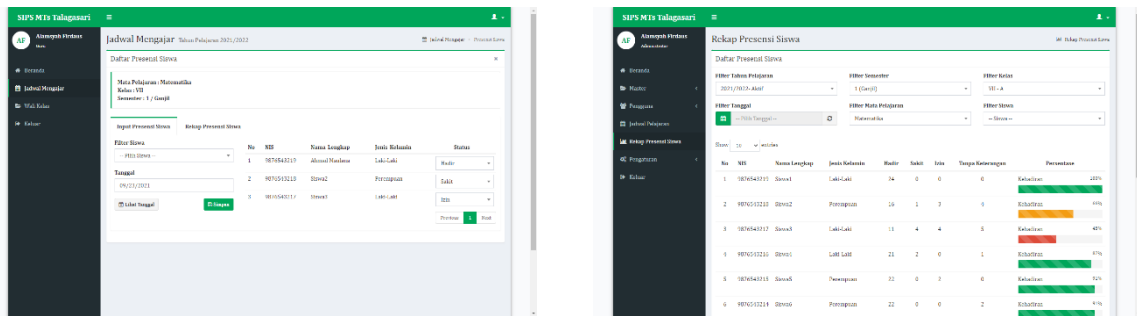 SIPS MTs Talagasari
AF
Alamsyah Firdaus
Guru
Beranda
Jadwal Mengajar
Wali Kelas
Keluar
Jadwal Mengajar Tahun Pelajaran 2021/2022
Jadwal Mengajar > Presensi Siswa
Daftar Presensi Siswa
Mata Pelajaran : Matematika
Kelas : VII
Semester : 1 / Ganjil
Input Presensi Siswa Rekap Presensi Siswa
Filter Siswa
-- Pilih Siswa --
Tanggal
09/23/2021
Lihat Tanggal Simpan
No NIS Nama Lengkap Jenis Kelamin Status
1 9876543219 Ahmad Maulana Laki-Laki Hadir
2 9876543218 Siswa2 Perempuan Sakit
3 9876543217 Siswa3 Laki-Laki Izin
Previous 1 Next
SIPS MTs Talagasari
AF
Alamsyah Firdaus
Administrator
Beranda
Master
Pengguna
Jadwal Pelajaran
Rekap Presensi Siswa
Pengaturan
Keluar
Rekap Presensi Siswa
Rekap Presensi Siswa
Daftar Presensi Siswa
Filter Tahun Pelajaran Filter Semester Filter Kelas
2021/2022- Aktif 1 (Ganjil) VII - A
Filter Tanggal Filter Mata Pelajaran Filter Siswa
-- Pilih Tanggal -- Matematika -- Siswa --
Show 10 entries
No NIS Nama Lengkap Jenis Kelamin Hadir Sakit Izin Tanpa Keterangan Persentase
1 9876543219 Siswa1 Laki-Laki 24 0 0 0 Kehadiran 100%
2 9876543218 Siswa2 Perempuan 16 1 3 4 Kehadiran
3 9876543217 Siswa3 Laki-Laki 11 4 4 5 Kehadiran
4 9876543216 Siswa4 Laki-Laki 21 2 0 1 Kehadiran 87%
5 9876543215 Siswa5 Perempuan 22 0 2 0 Kehadiran
6 9876543214 Siswa6 Perempuan 22 0 0 2 Kehadiran